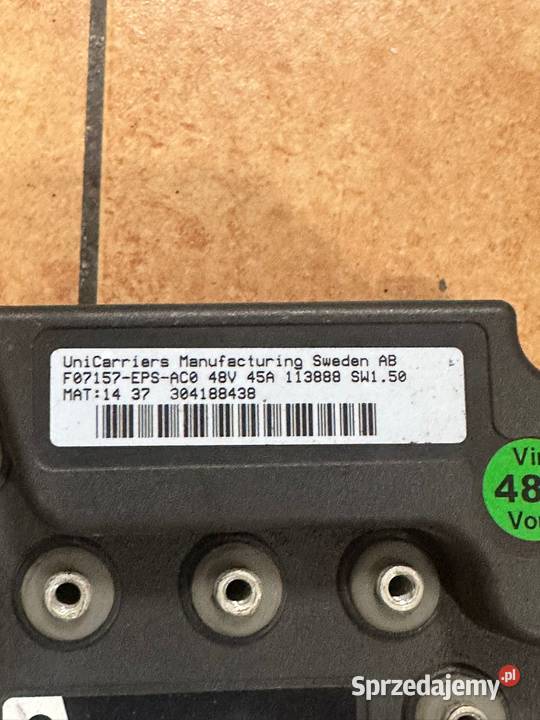 UniCarriers Manufacturing Sweden AB
F07157-EPS-AC0 48V 45A 113888 SW1.50
MAT:14 37 304188438
48
Sprzedajemy.pl